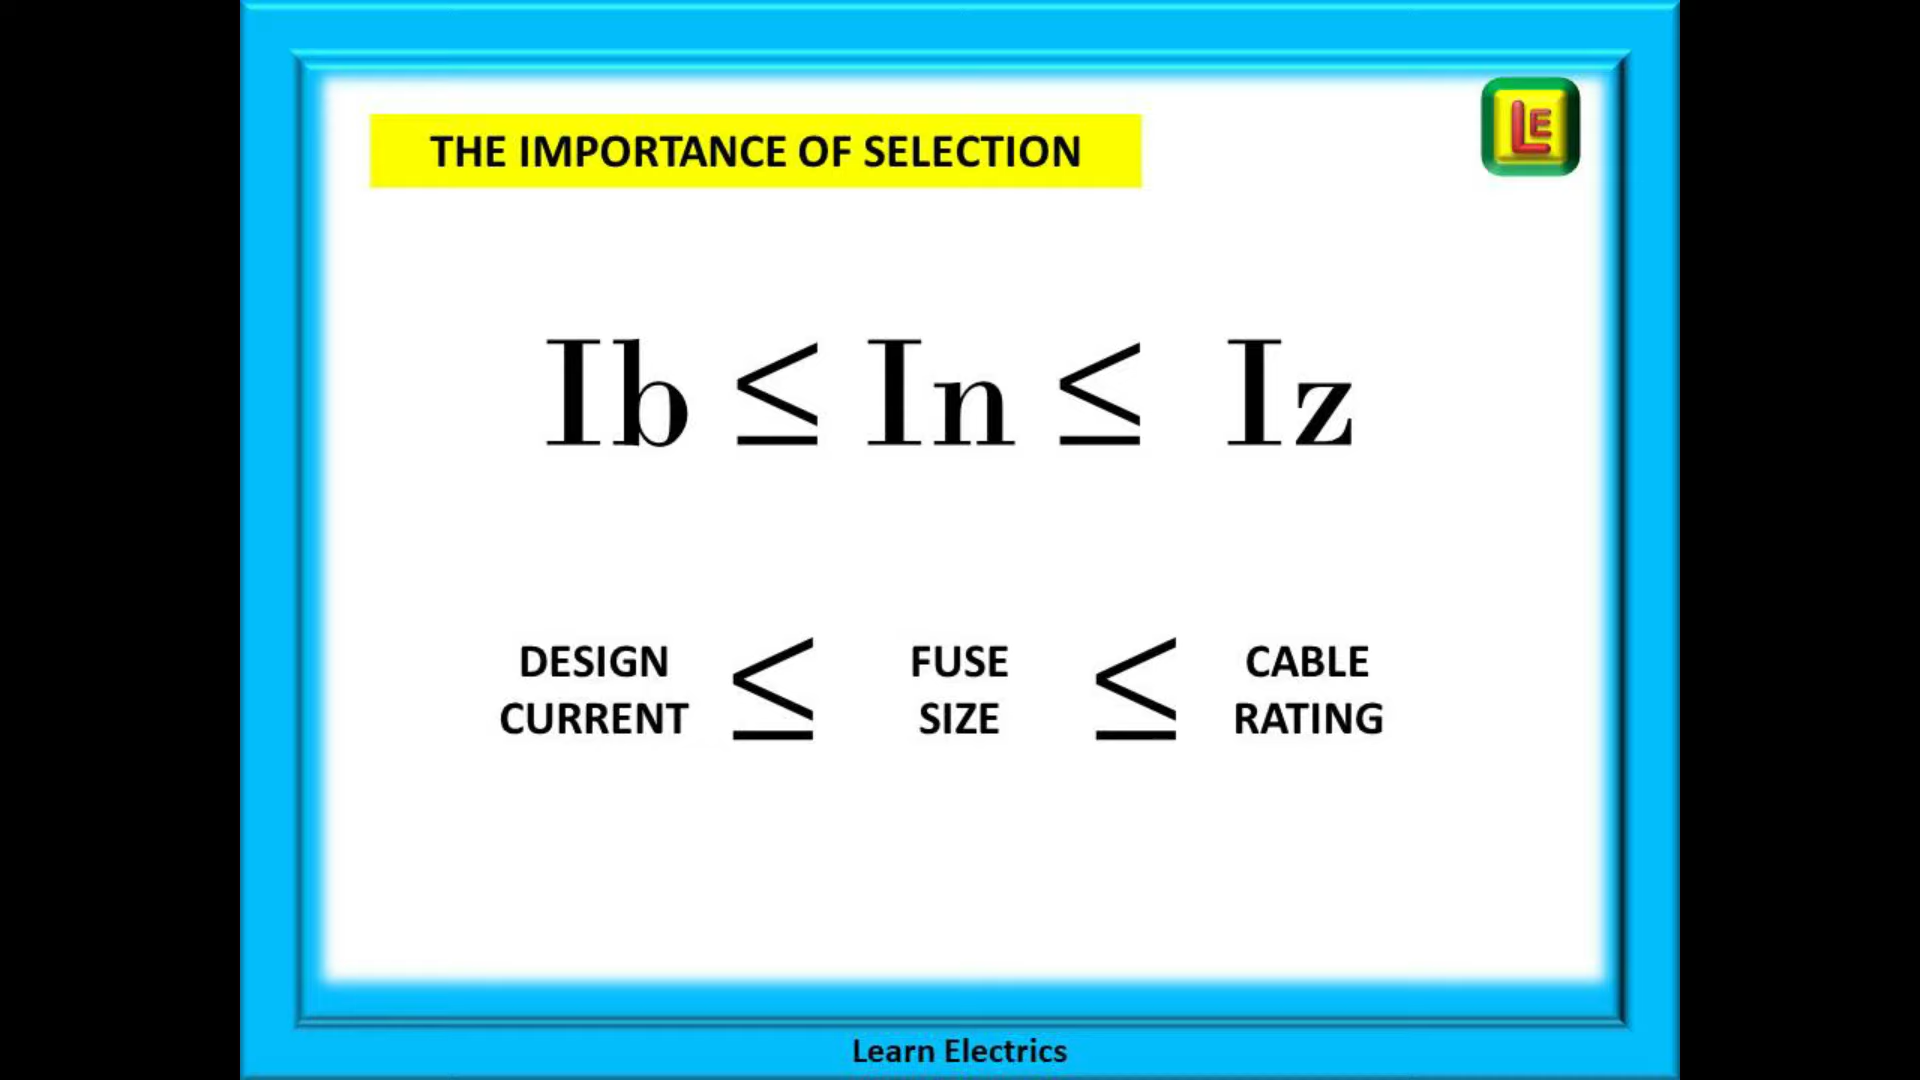 THE IMPORTANCE OF SELECTION
LE
Ib ≤ In ≤ Iz
DESIGN CURRENT ≤ FUSE SIZE ≤ CABLE RATING
Learn Electrics